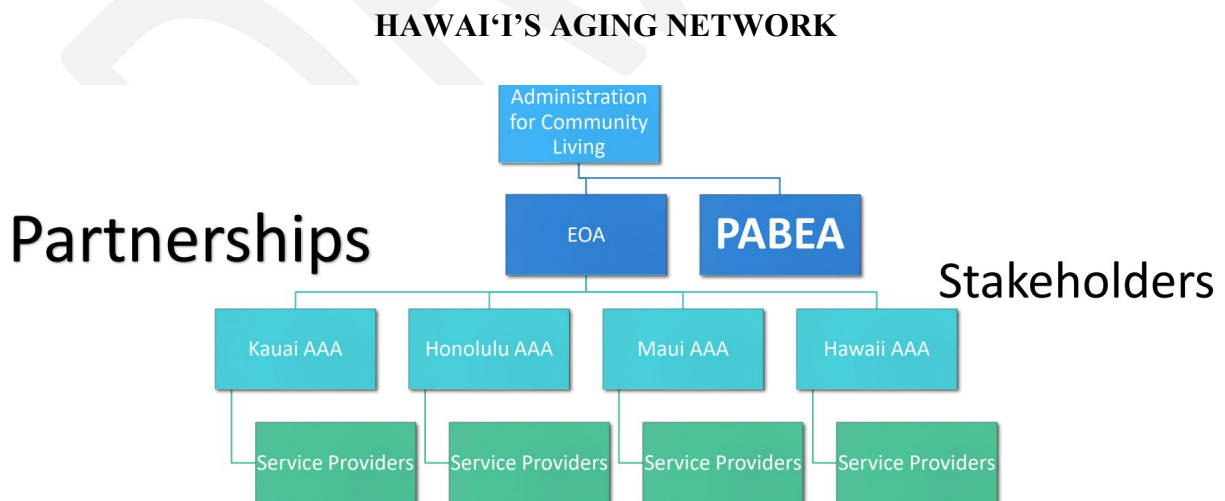 HAWAI‘I’S AGING NETWORK
Administration
for Community
Living
Partnerships
EOA
PABEA
Stakeholders
Kauai AAA
Honolulu AAA
Maui AAA
Hawaii AAA
Service Providers
Service Providers
Service Providers
Service Providers